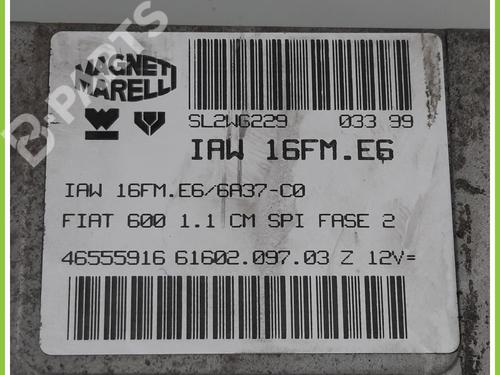 B-PARTS
MAGNETI
MARELLI
SL2WG229 033 99
IAW 16FM.E6
IAW 16FM.E6/6A37-C0
FIAT 600 1.1 CM SPI FASE 2
46555916 61602.097.03 Z 12V=